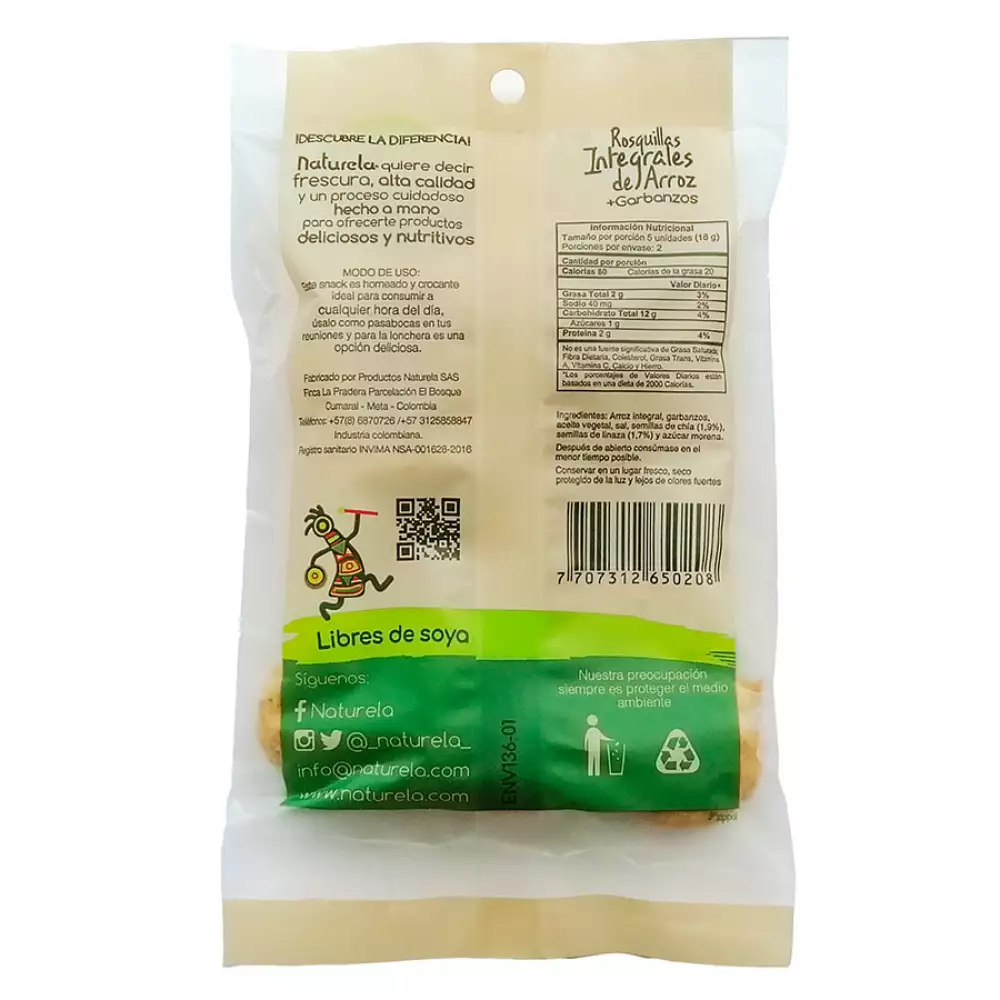 ¡DESCUBRE LA DIFERENCIA!
Naturela quiere decir
frescura, alta calidad
y un proceso cuidadoso
hecho a mano
para ofrecerte productos
deliciosos y nutritivos
MODO DE USO:
Este snack es horneado y crocante
ideal para consumir a
cualquier hora del día,
úsalo como pasabocas en tus
reuniones y para la lonchera es una
opción deliciosa.
Fabricado por Productos Naturela SAS
Finca La Pradera Parcelación El Bosque
Cumaral - Meta - Colombia
Teléfonos: +57(8) 6870726 /+57 3125858847
Industria colombiana.
Registro sanitario INVIMA NSA-001628-2016
Rosquillas
Integrales
de Arroz
+Garbanzos
Información Nutricional
Tamaño por porción 5 unidades (18 g)
Porciones por envase: 2
Cantidad por porción
Calorías 80 Calorías de la grasa 20
Valor Diario*
Grasa Total 2 g 3%
Sodio 40 mg 2%
Carbohidrato Total 12 g 4%
Azúcares 1 g
Proteína 2 g 4%
No es una fuente significativa de Grasa Saturada,
Fibra Dietaria, Colesterol, Grasa Trans, Vitamina
A, Vitamina C, Calcio y Hierro.
*Los porcentajes de Valores Diarios están
basados en una dieta de 2000 Calorías.
Ingredientes: Arroz integral, garbanzos,
aceite vegetal, sal, semillas de chía (1,9%),
semillas de linaza (1,7%) y azúcar morena.
Después de abierto consúmase en el
menor tiempo posible.
Conservar en un lugar fresco, seco
protegido de la luz y lejos de olores fuertes
7 707312 650208
Libres de soya
Síguenos:
Naturela
@_naturela_
info@naturela.com
www.naturela.com
ENV136-01
Nuestra preocupación
siempre es proteger el medio
ambiente